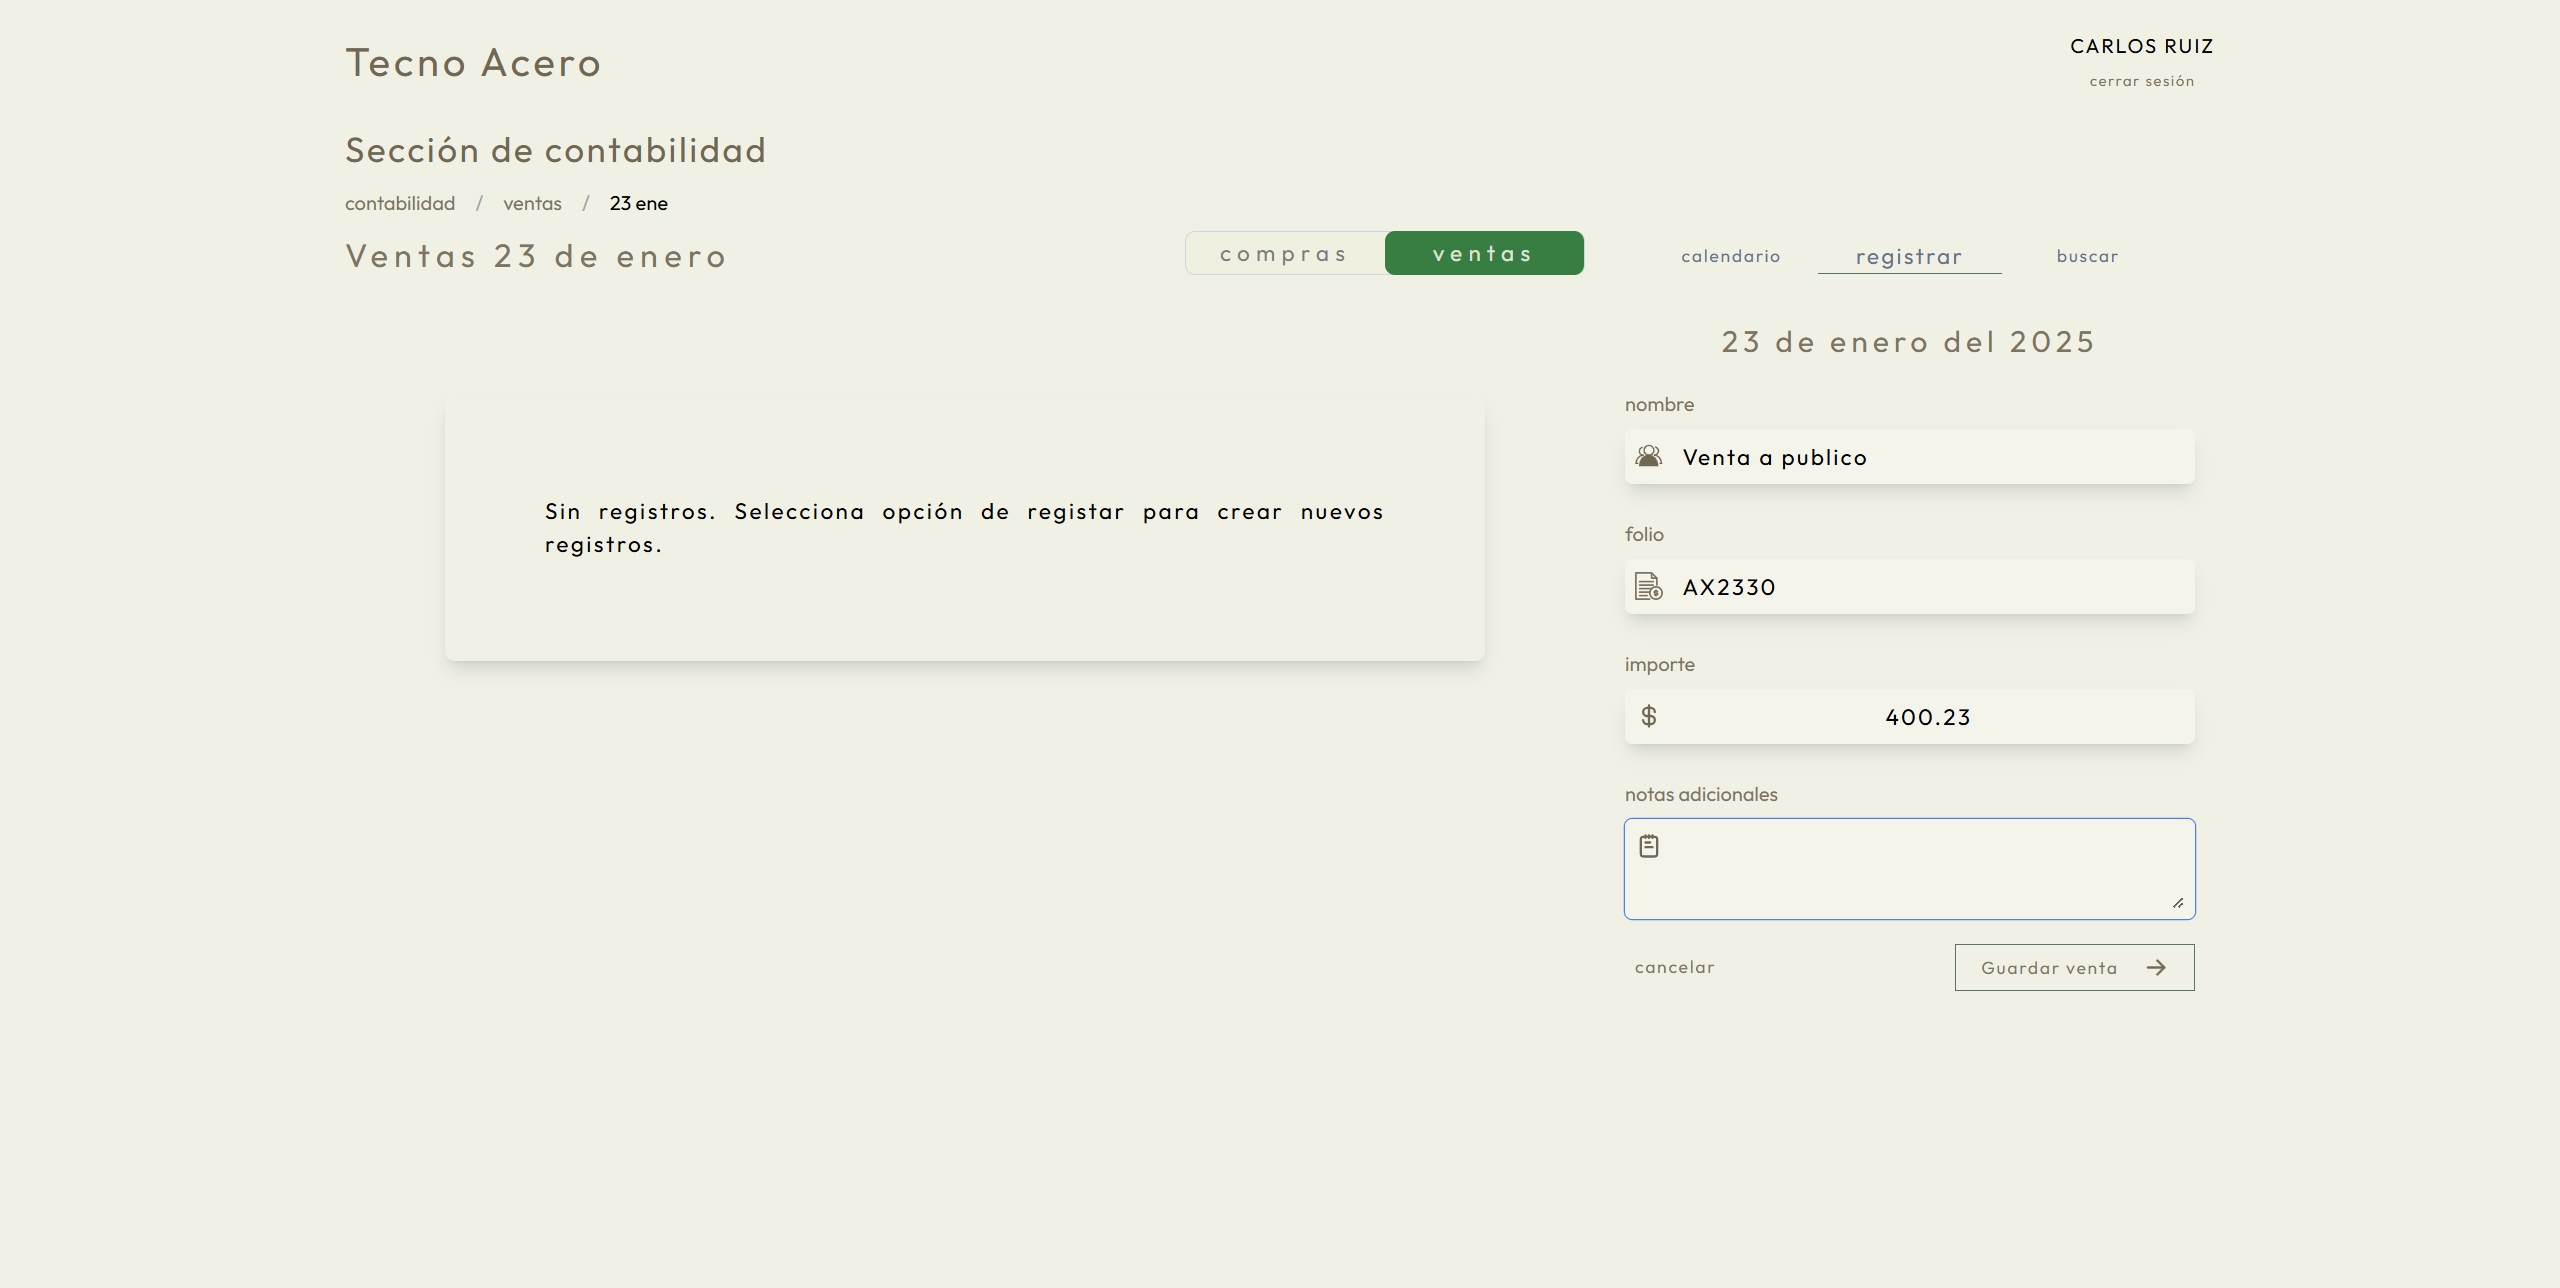 Tecno Acero
CARLOS RUIZ
cerrar sesión
Sección de contabilidad
contabilidad / ventas / 23 ene
Ventas 23 de enero
compras ventas
calendario registrar buscar
Sin registros. Selecciona opción de registar para crear nuevos
registros.
23 de enero del 2025
nombre
Venta a publico
folio
AX2330
importe
$ 400.23
notas adicionales
cancelar
Guardar venta →